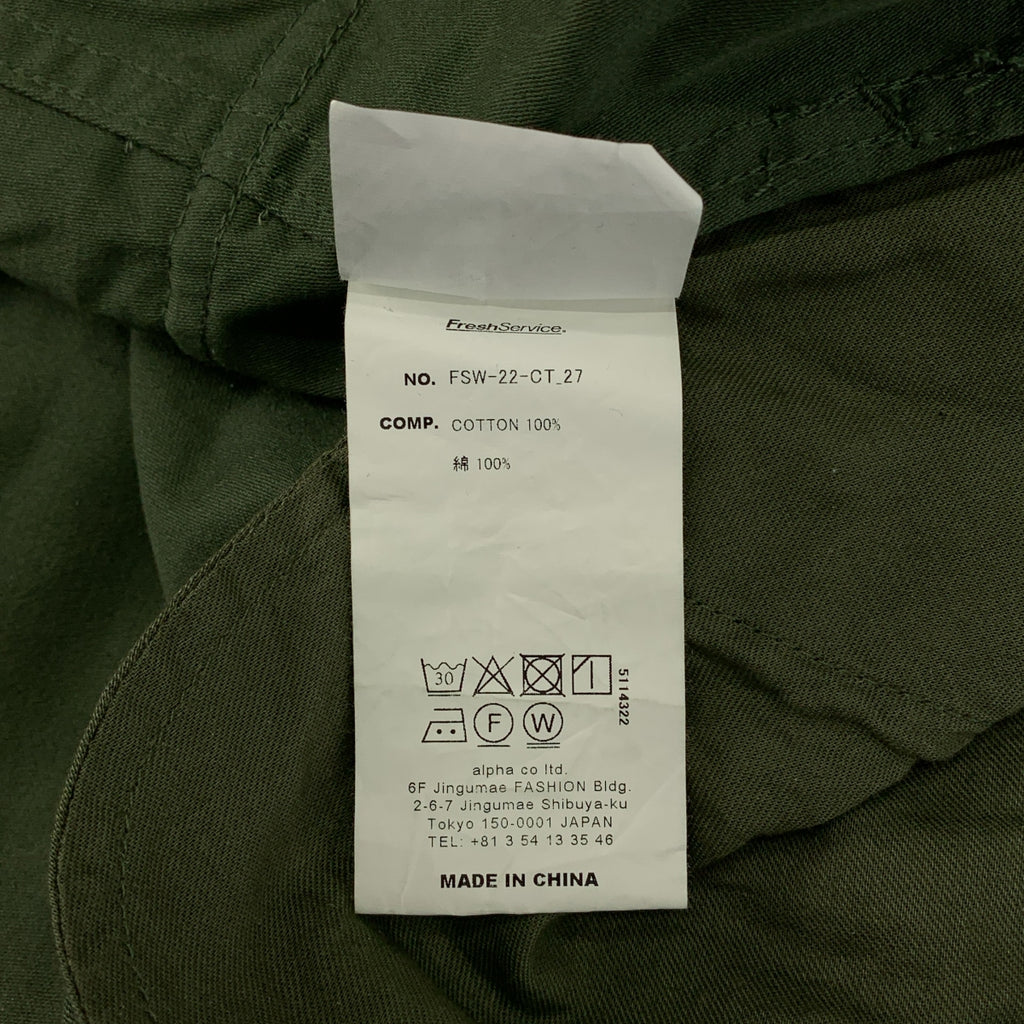 FreshService.
NO. FSW-22-CT_27
COMP. COTTON 100%
綿 100%
30
5114322
F W
alpha co ltd.
6F Jingumae FASHION Bldg.
2-6-7 Jingumae Shibuya-ku
Tokyo 150-0001 JAPAN
TEL: +81 3 54 13 35 46
MADE IN CHINA